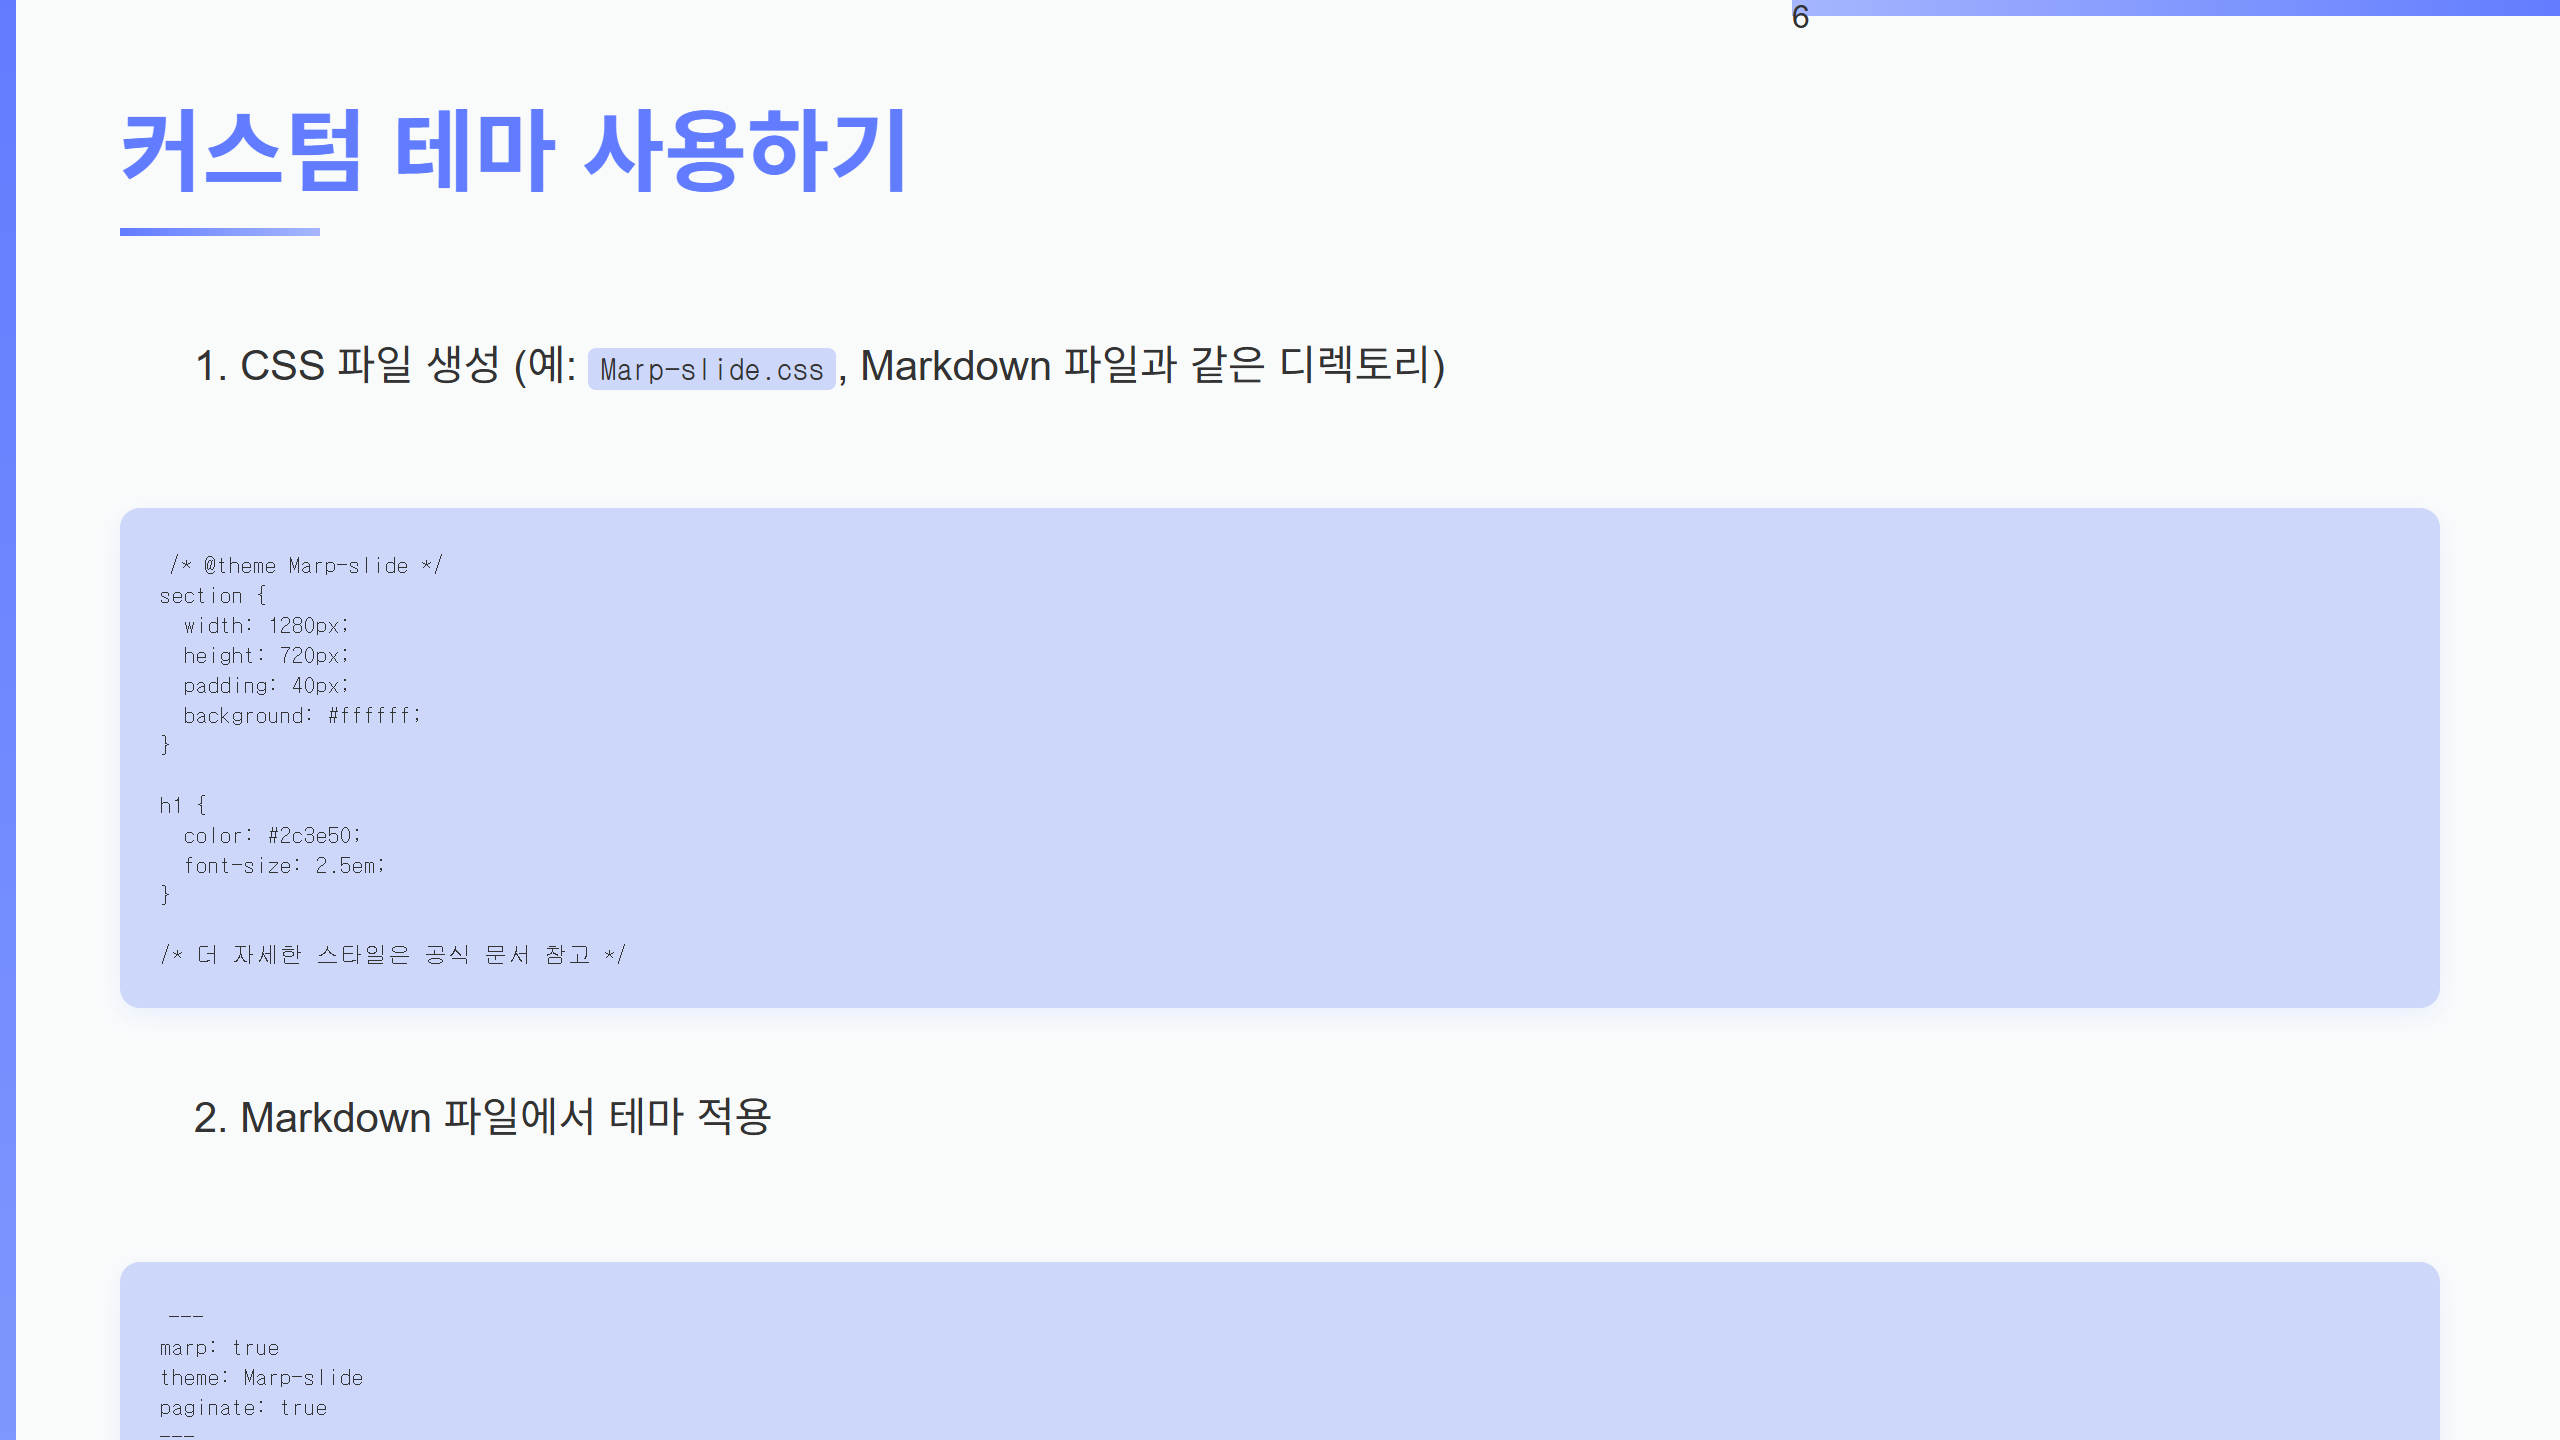 6
커스텀 테마 사용하기
1. CSS 파일 생성 (예: Marp-slide.css, Markdown 파일과 같은 디렉토리)
/* @theme Marp-slide */
section {
  width: 1280px;
  height: 720px;
  padding: 40px;
  background: #ffffff;
}
h1 {
  color: #2c3e50;
  font-size: 2.5em;
}
/* 더 자세한 스타일은 공식 문서 참고 */
2. Markdown 파일에서 테마 적용
---
marp: true
theme: Marp-slide
paginate: true
---